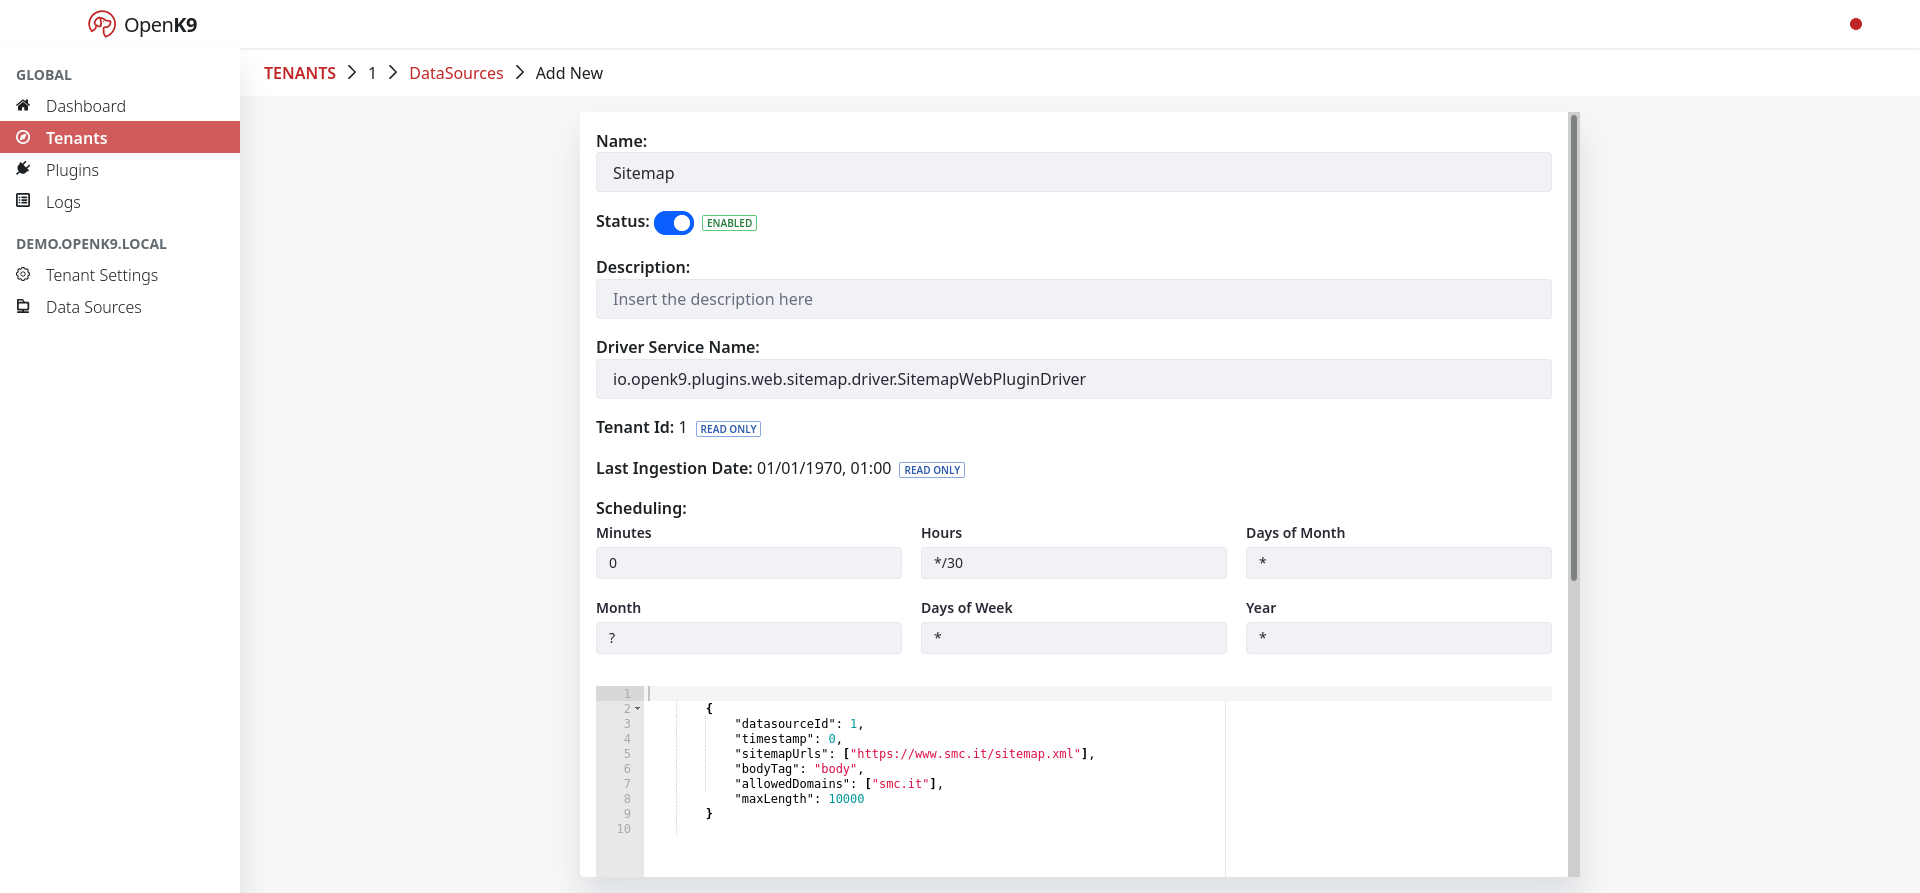 OpenK9
GLOBAL
Dashboard
Tenants
Plugins
Logs
DEMO.OPENK9.LOCAL
Tenant Settings
Data Sources
TENANTS > 1 > DataSources > Add New
Name:
Sitemap
Status: ENABLED
Description:
Insert the description here
Driver Service Name:
io.openk9.plugins.web.sitemap.driver.SitemapWebPluginDriver
Tenant Id: 1 READ ONLY
Last Ingestion Date: 01/01/1970, 01:00 READ ONLY
Scheduling:
Minutes Hours Days of Month
0 */30 *
Month Days of Week Year
? * *
1
2 {
3 "datasourceId": 1,
4 "timestamp": 0,
5 "sitemapUrls": ["https://www.smc.it/sitemap.xml"],
6 "bodyTag": "body",
7 "allowedDomains": ["smc.it"],
8 "maxLength": 10000
9 }
10